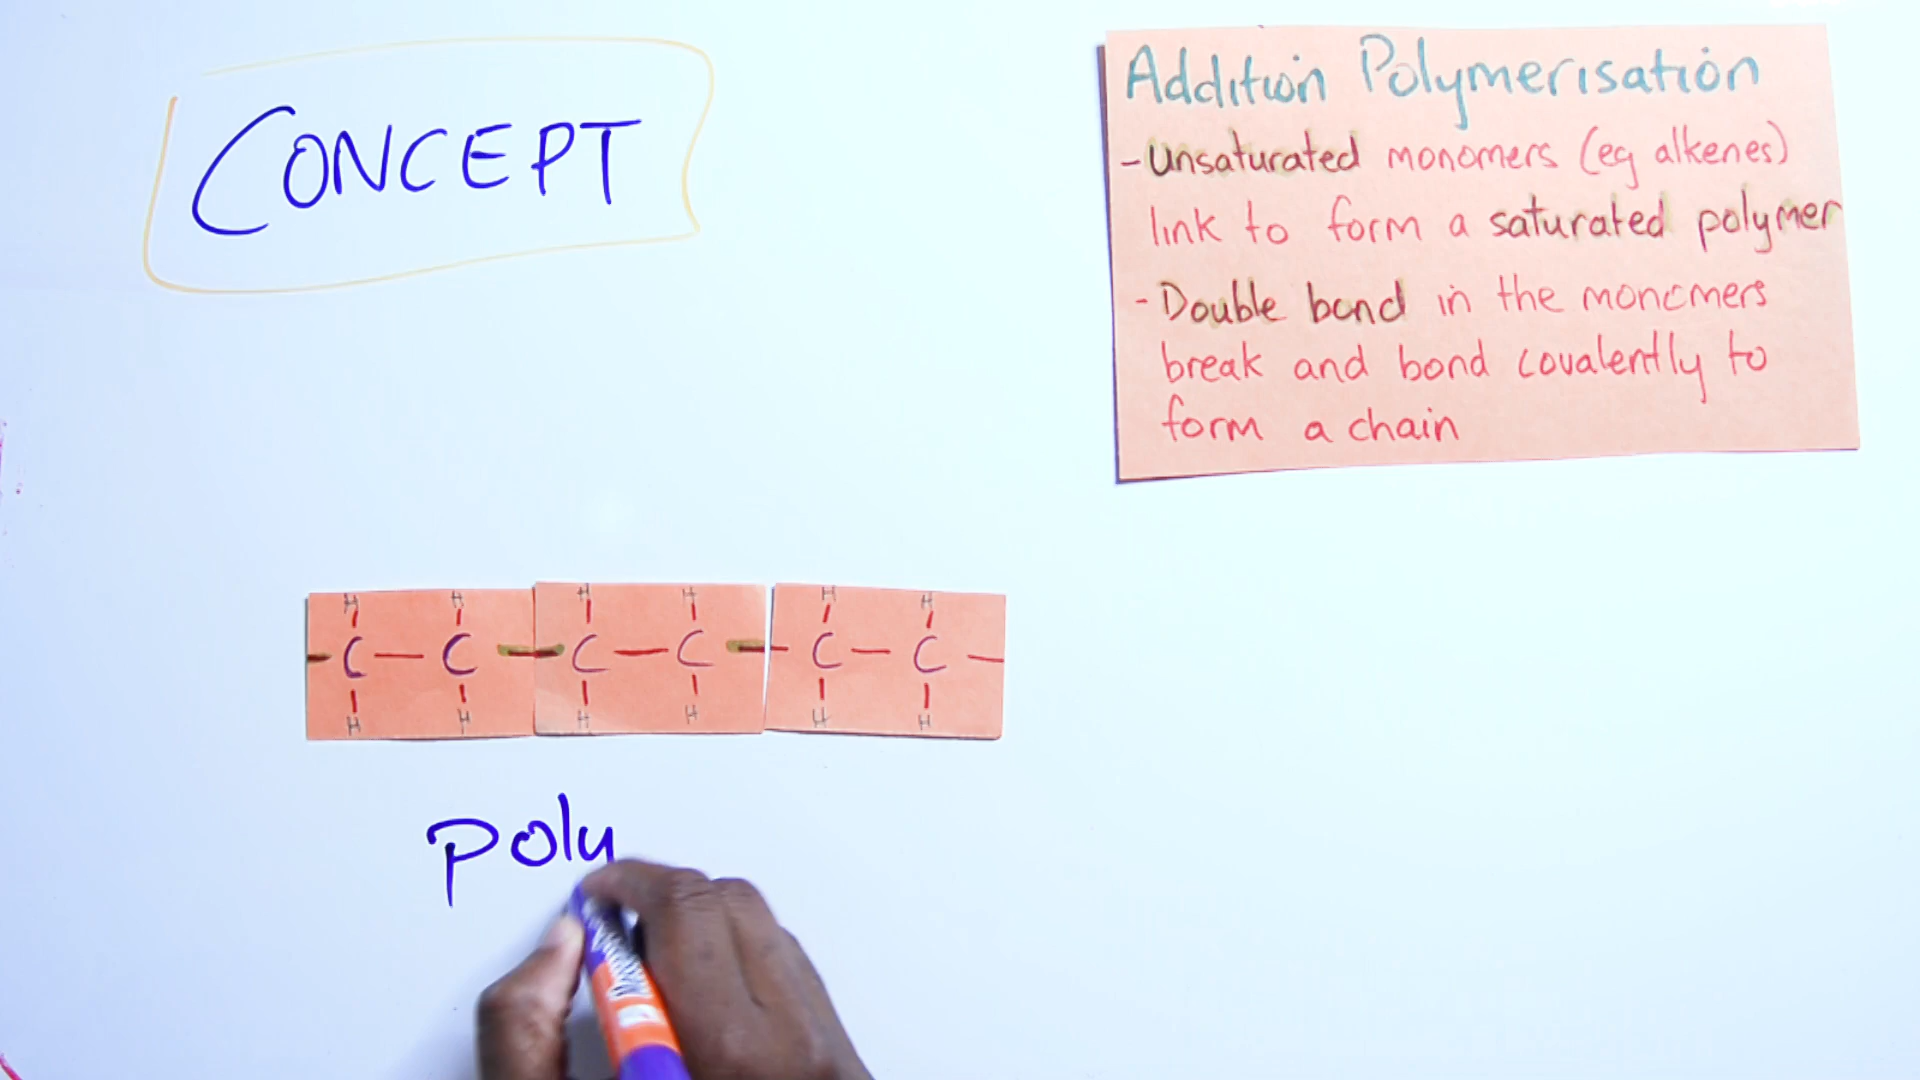 CONCEPT
Addition Polymerisation
- Unsaturated monomers (eg alkenes)
link to form a saturated polymer
- Double bond in the monomers
break and bond covalently to
form a chain
H H H H H H
- C - C - C - C - C - C -
H H H H H H
poly